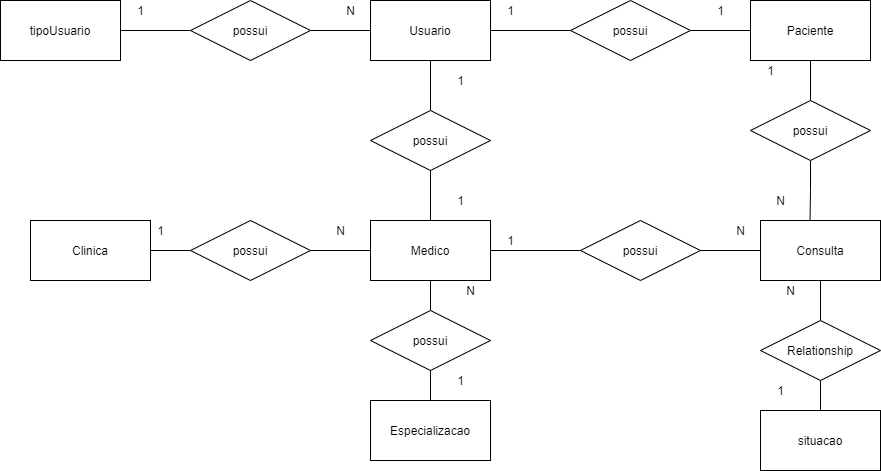 1
N
1
1
tipoUsuario
possui
Usuario
possui
Paciente
1
1
possui
possui
1
N
1
N
1
N
Clinica
possui
Medico
possui
Consulta
N
N
possui
Relationship
1
1
Especializacao
situacao